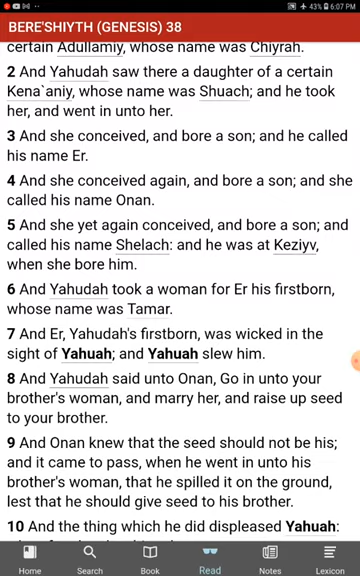 43% 6:07 PM
BERE'SHIYTH (GENESIS) 38
certain Adullamiy, whose name was Chiyrah.
2 And Yahudah saw there a daughter of a certain
Kena`aniy, whose name was Shuach; and he took
her, and went in unto her.
3 And she conceived, and bore a son; and he called
his name Er.
4 And she conceived again, and bore a son; and she
called his name Onan.
5 And she yet again conceived, and bore a son; and
called his name Shelach: and he was at Keziyv,
when she bore him.
6 And Yahudah took a woman for Er his firstborn,
whose name was Tamar.
7 And Er, Yahudah's firstborn, was wicked in the
sight of Yahuah; and Yahuah slew him.
8 And Yahudah said unto Onan, Go in unto your
brother's woman, and marry her, and raise up seed
to your brother.
9 And Onan knew that the seed should not be his;
and it came to pass, when he went in unto his
brother's woman, that he spilled it on the ground,
lest that he should give seed to his brother.
10 And the thing which he did displeased Yahuah:
Home Search Book Read Notes Lexicon